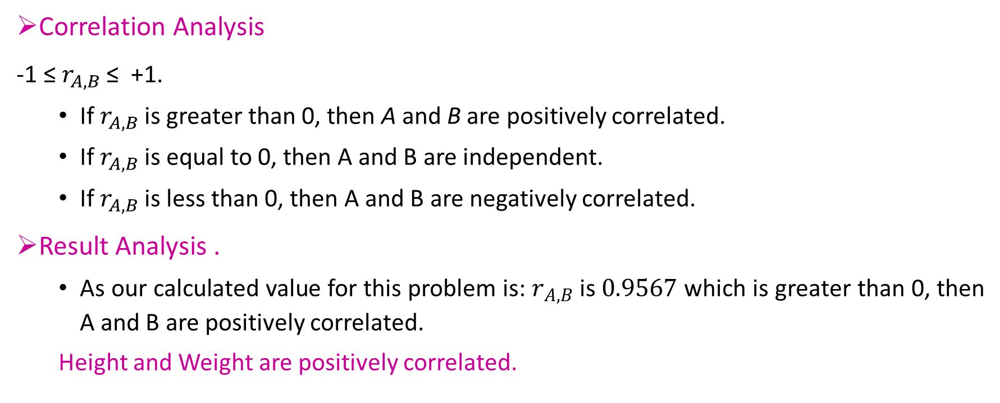 ➢Correlation Analysis
-1 ≤ r_{A,B} ≤ +1.
• If r_{A,B} is greater than 0, then A and B are positively correlated.
• If r_{A,B} is equal to 0, then A and B are independent.
• If r_{A,B} is less than 0, then A and B are negatively correlated.
➢Result Analysis .
• As our calculated value for this problem is: r_{A,B} is 0.9567 which is greater than 0, then
A and B are positively correlated.
Height and Weight are positively correlated.